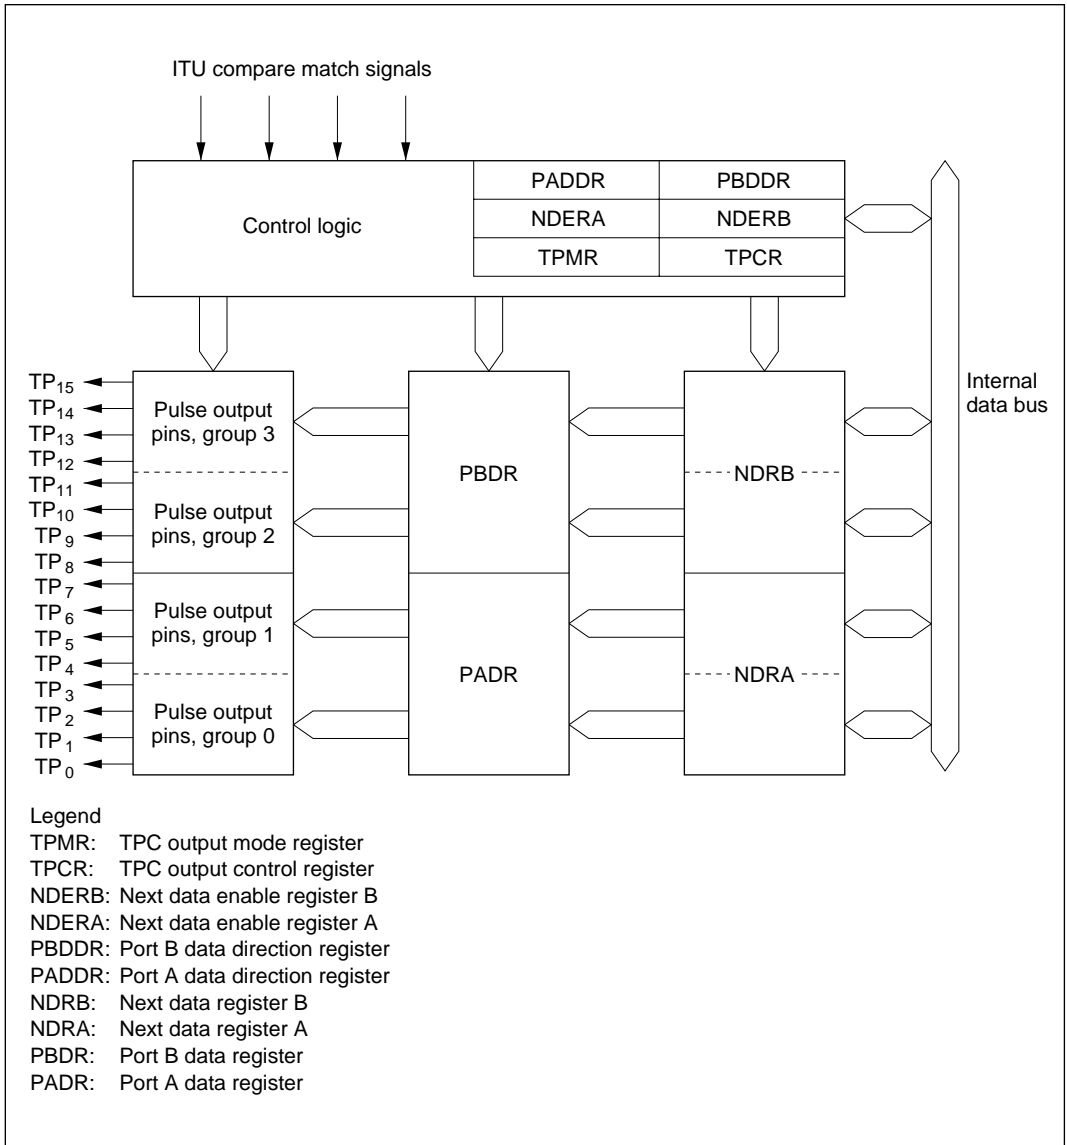 ITU compare match signals
PADDR PBDDR
Control logic NDERA NDERB
TPMR TPCR
Internal
data bus
TP15
TP14
TP13
TP12
TP11
TP10
TP9
TP8
TP7
TP6
TP5
TP4
TP3
TP2
TP1
TP0
Pulse output
pins, group 3
Pulse output
pins, group 2
Pulse output
pins, group 1
Pulse output
pins, group 0
PBDR
PADR
NDRB
NDRA
Legend
TPMR: TPC output mode register
TPCR: TPC output control register
NDERB: Next data enable register B
NDERA: Next data enable register A
PBDDR: Port B data direction register
PADDR: Port A data direction register
NDRB: Next data register B
NDRA: Next data register A
PBDR: Port B data register
PADR: Port A data register